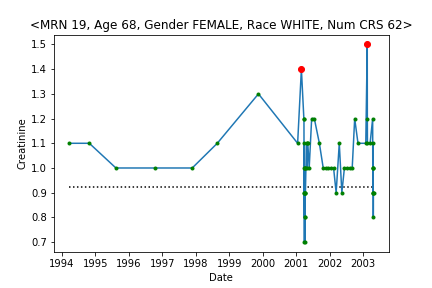 <MRN 19, Age 68, Gender FEMALE, Race WHITE, Num CRS 62>
1.5
1.4
1.3
1.2
1.1
1.0
0.9
0.8
0.7
Creatinine
1994 1995 1996 1997 1998 1999 2000 2001 2002 2003
Date